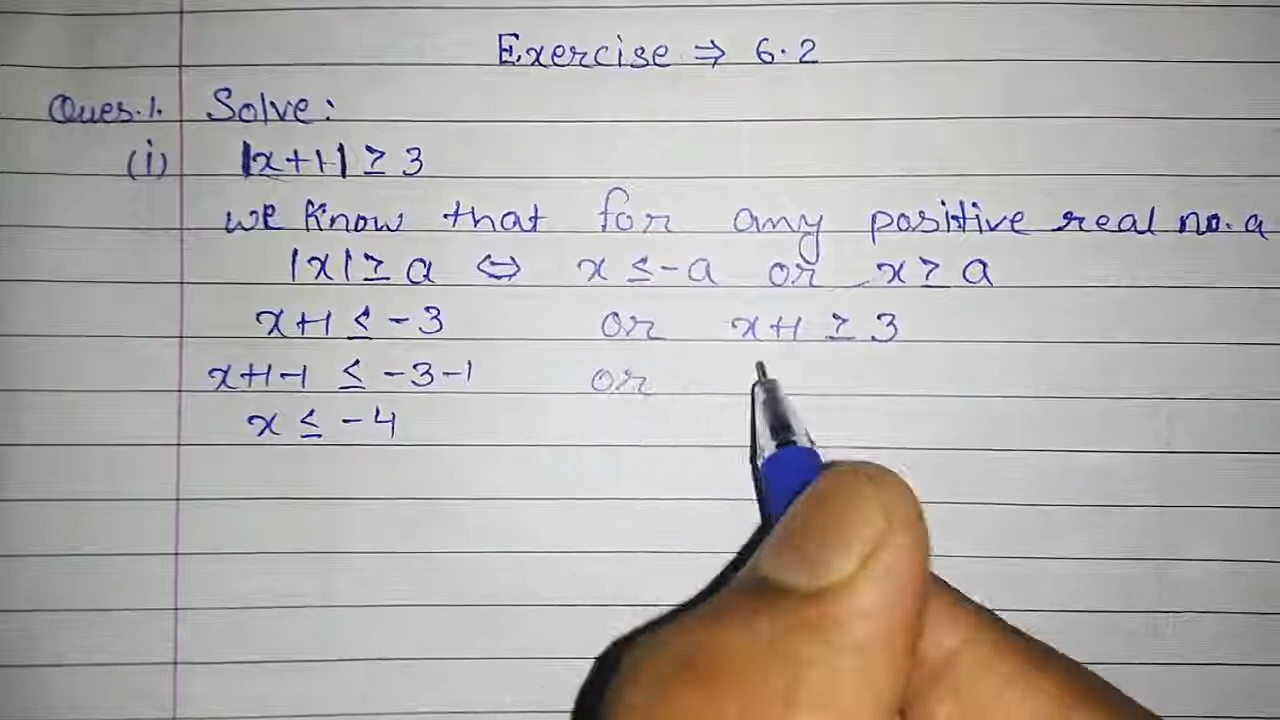 Exercise ⇒ 6.2
Ques.1. Solve:
(i) |x+1| ≥ 3
we know that for any positive real no. a
|x| ≥ a ⇔ x ≤ -a or x ≥ a
x+1 ≤ -3 or x+1 ≥ 3
x+1-1 ≤ -3-1 or
x ≤ -4